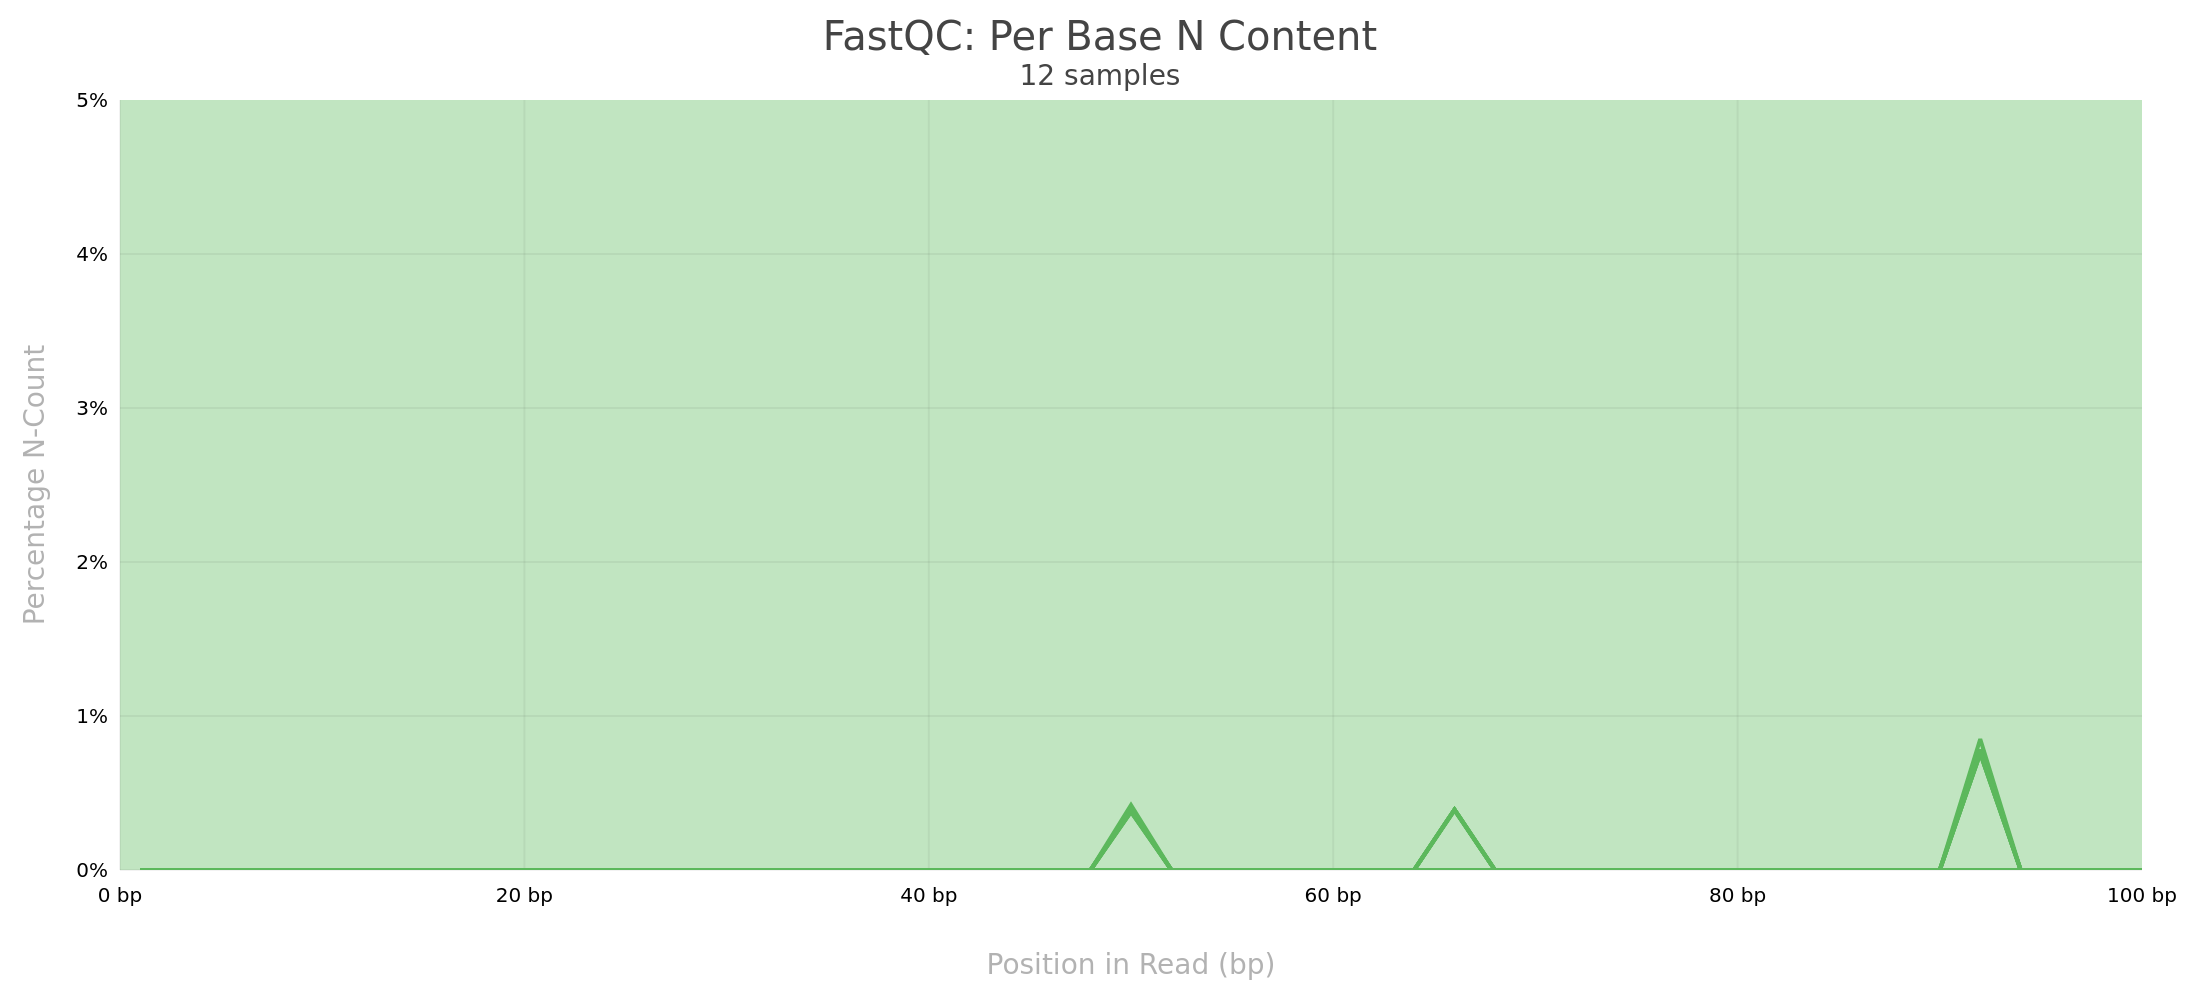 FastQC: Per Base N Content
12 samples
5%
4%
3%
2%
1%
0%
Percentage N-Count
0 bp
20 bp
40 bp
60 bp
80 bp
100 bp
Position in Read (bp)